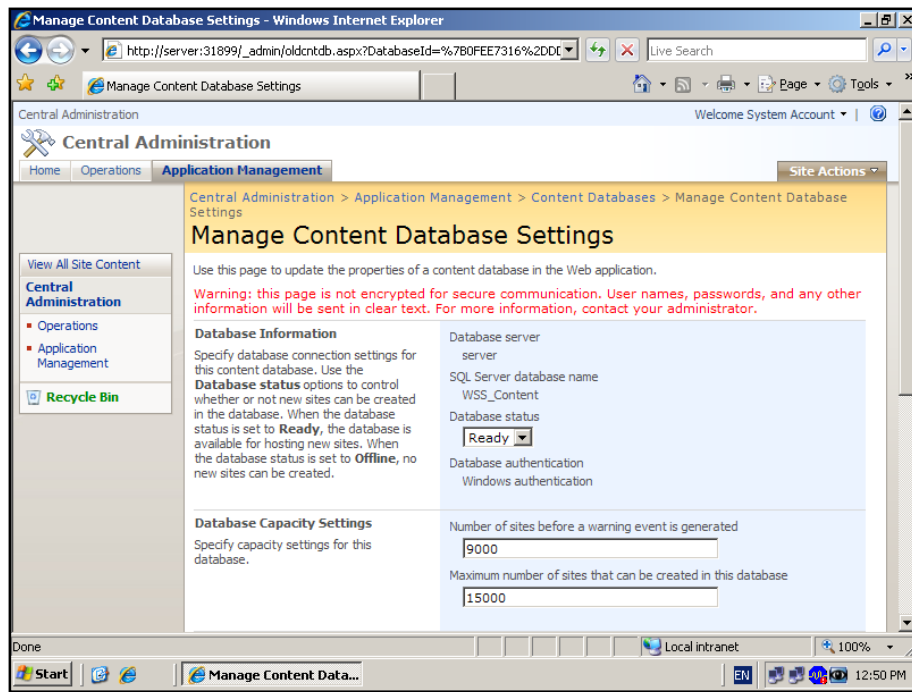 Manage Content Database Settings - Windows Internet Explorer
http://server:31899/_admin/oldcntdb.aspx?DatabaseId=%7B0FEE7316%2DDE
Live Search
Manage Content Database Settings
Page
Tools
»
Central Administration
Welcome System Account
Central Administration
Home
Operations
Application Management
Site Actions
Central Administration > Application Management > Content Databases > Manage Content Database
Settings
Manage Content Database Settings
View All Site Content
Central
Administration
Operations
Application
Management
Recycle Bin
Use this page to update the properties of a content database in the Web application.
Warning: this page is not encrypted for secure communication. User names, passwords, and any other
information will be sent in clear text. For more information, contact your administrator.
Database Information
Specify database connection settings for
this content database. Use the
Database status options to control
whether or not new sites can be created
in the database. When the database
status is set to Ready, the database is
available for hosting new sites. When
the database status is set to Offline, no
new sites can be created.
Database server
server
SQL Server database name
WSS_Content
Database status
Ready
Database authentication
Windows authentication
Database Capacity Settings
Specify capacity settings for this
database.
Number of sites before a warning event is generated
9000
Maximum number of sites that can be created in this database
15000
Done
Local intranet
100%
Start
Manage Content Data...
EN
12:50 PM